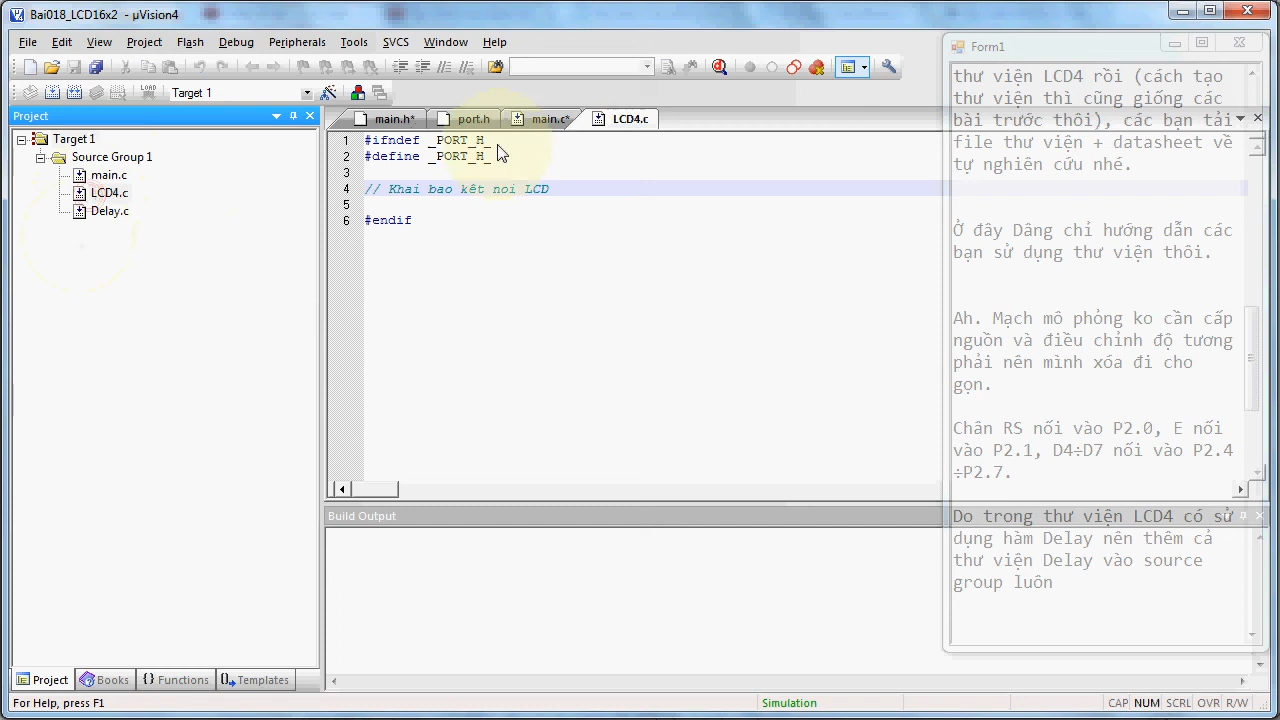 Bai018_LCD16x2 - µVision4
File Edit View Project Flash Debug Peripherals Tools SVCS Window Help
LOAD Target 1
Project
Target 1
Source Group 1
main.c
LCD4.c
Delay.c
Project Books Functions Templates
main.h* port.h main.c* LCD4.c
1 #ifndef _PORT_H_
2 #define _PORT_H_
3
4 // Khai bao ket noi LCD
5
6 #endif
Build Output
Form1
thư viện LCD4 rồi (cách tạo
thư viện thì cũng giống các
bài trước thôi), các bạn tải
file thư viện + datasheet về
tự nghiên cứu nhé.
Ở đây Dâng chỉ hướng dẫn các
bạn sử dụng thư viện thôi.
Ah. Mạch mô phỏng ko cần cấp
nguồn và điều chỉnh độ tương
phải nên mình xóa đi cho
gọn.
Chân RS nối vào P2.0, E nối
vào P2.1, D4÷D7 nối vào P2.4
÷P2.7.
Do trong thư viện LCD4 có sử
dụng hàm Delay nên thêm cả
thư viện Delay vào source
group luôn
For Help, press F1
Simulation
CAP NUM SCRL OVR R/W